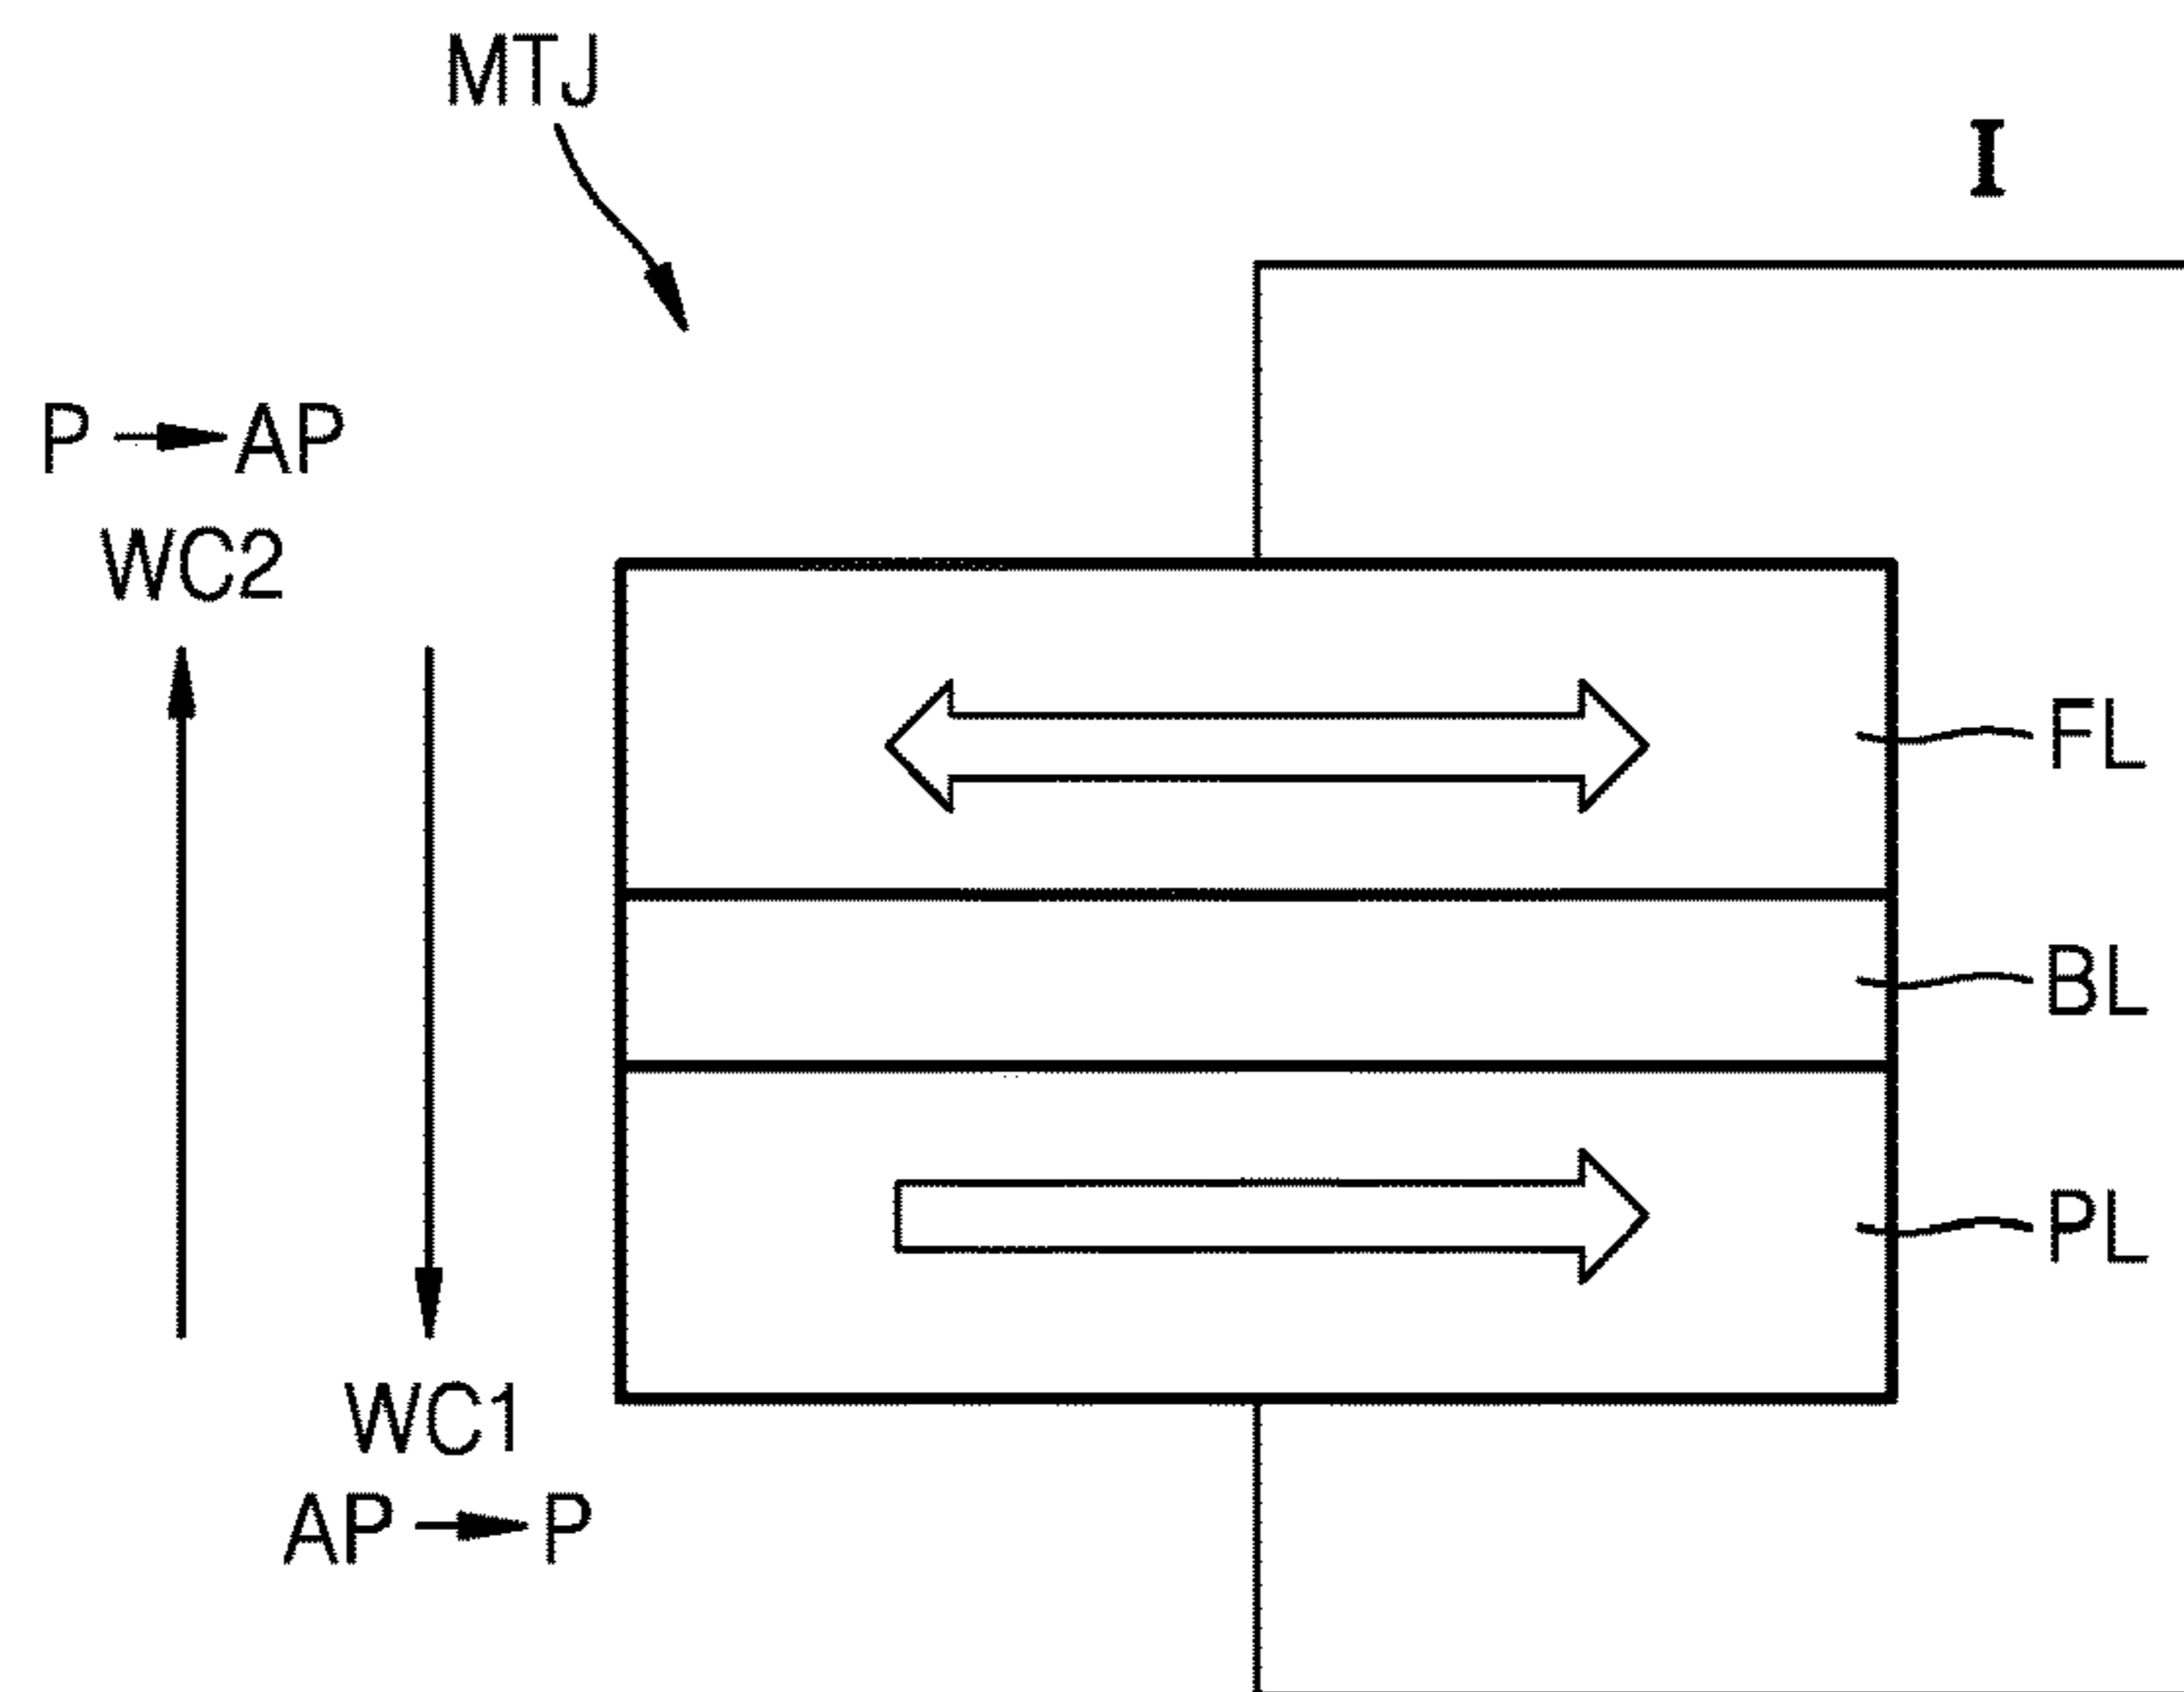 MTJ
I
P → AP
WC2
FL
BL
PL
WC1
AP → P